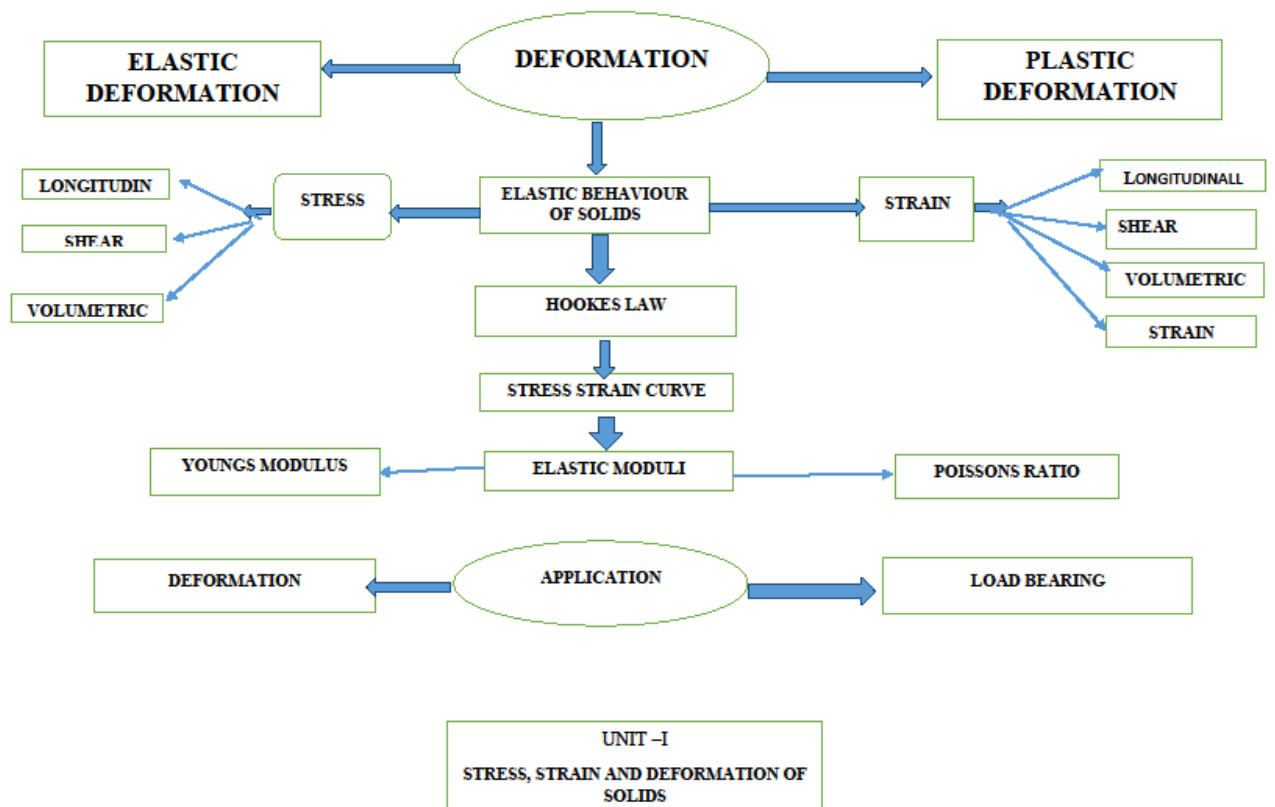 DEFORMATION
ELASTIC
DEFORMATION
PLASTIC
DEFORMATION
LONGITUDIN
SHEAR
VOLUMETRIC
STRESS
ELASTIC BEHAVIOUR
OF SOLIDS
STRAIN
LONGITUDINALL
SHEAR
VOLUMETRIC
STRAIN
HOOKES LAW
STRESS STRAIN CURVE
YOUNGS MODULUS
ELASTIC MODULI
POISSONS RATIO
DEFORMATION
APPLICATION
LOAD BEARING
UNIT –I
STRESS, STRAIN AND DEFORMATION OF
SOLIDS